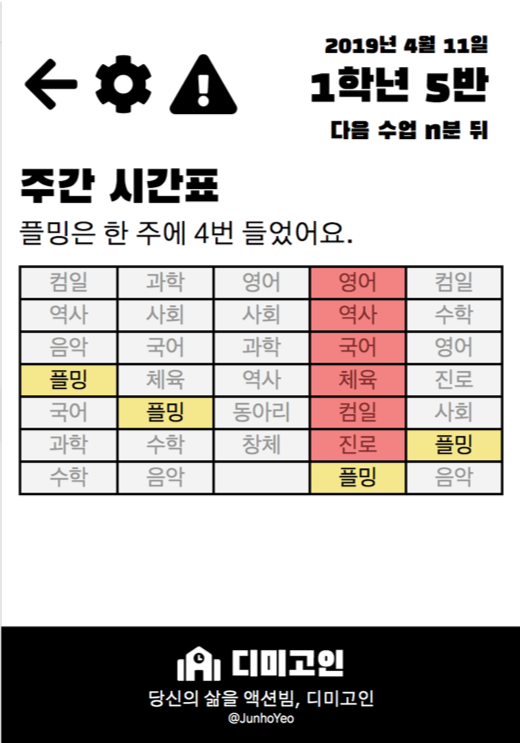 2019년 4월 11일
1학년 5반
다음 수업 n분 뒤
주간 시간표
플밍은 한 주에 4번 들었어요.
컴일 과학 영어 영어 컴일
역사 사회 사회 역사 수학
음악 국어 과학 국어 영어
플밍 체육 역사 체육 진로
국어 플밍 동아리 컴일 사회
과학 수학 창체 진로 플밍
수학 음악 플밍 음악
디미고인
당신의 삶을 액션빔, 디미고인
@JunhoYeo